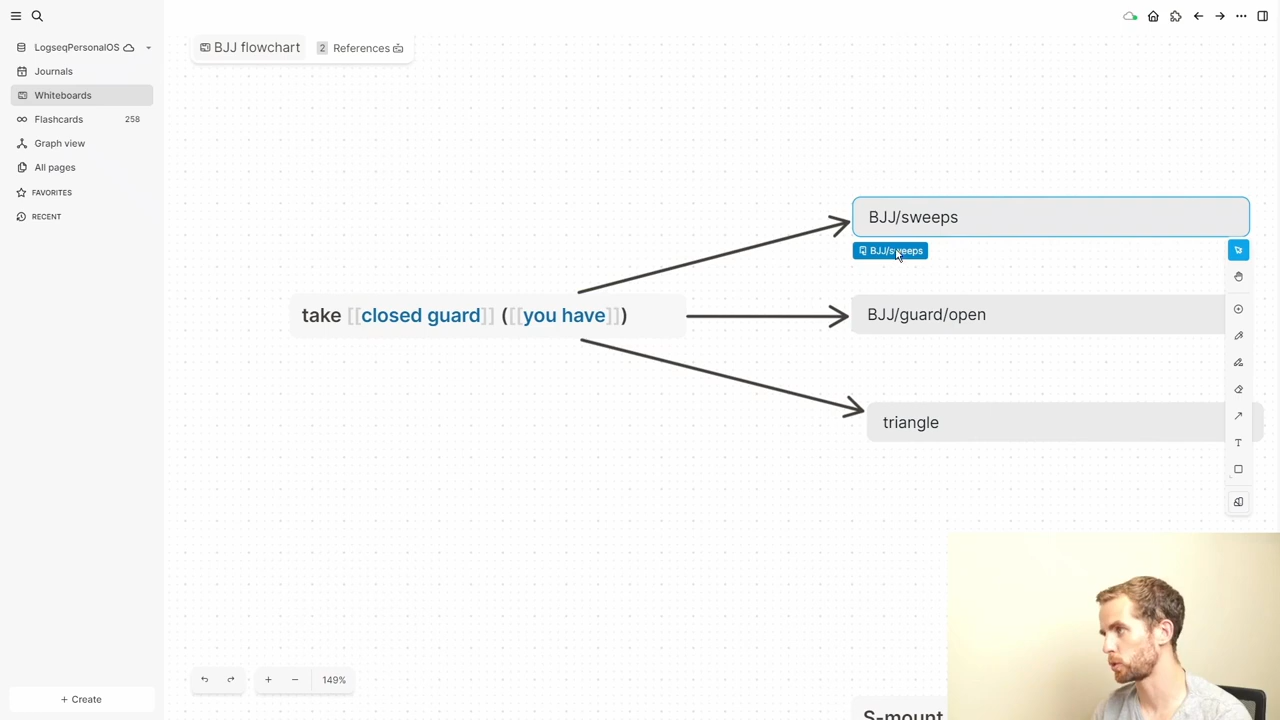 LogseqPersonalOS
Journals
Whiteboards
Flashcards 258
Graph view
All pages
FAVORITES
RECENT
+ Create
BJJ flowchart 2 References
BJJ/sweeps
BJJ/sweeps
take [[closed guard]] ([[you have]])
BJJ/guard/open
triangle
S-mount
T
+ − 149%